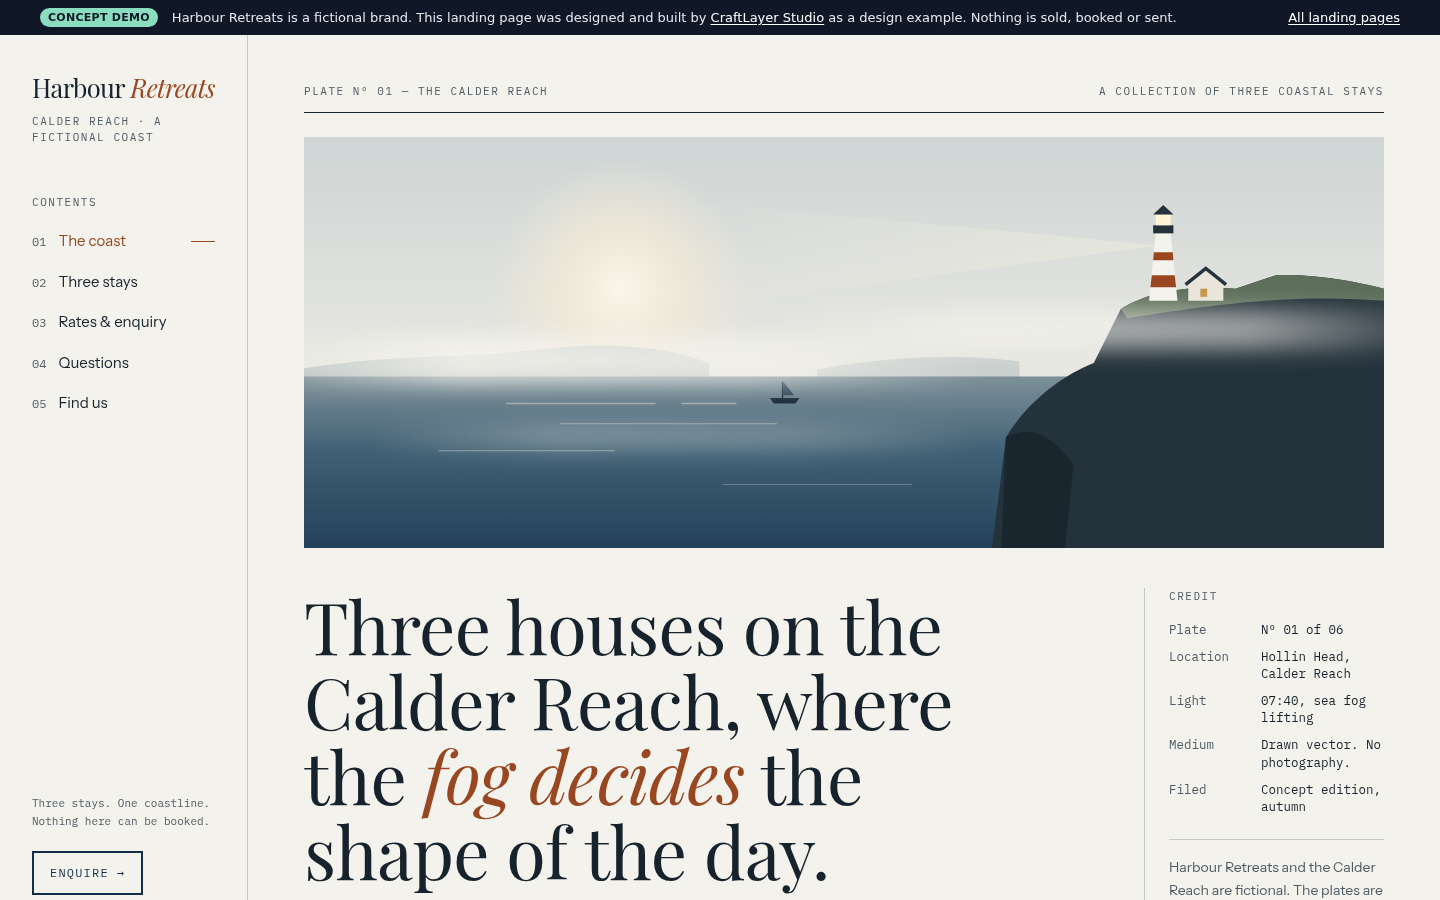 CONCEPT DEMO Harbour Retreats is a fictional brand. This landing page was designed and built by CraftLayer Studio as a design example. Nothing is sold, booked or sent. All landing pages
Harbour Retreats
CALDER REACH · A
FICTIONAL COAST
CONTENTS
01 The coast
02 Three stays
03 Rates & enquiry
04 Questions
05 Find us
Three stays. One coastline.
Nothing here can be booked.
ENQUIRE →
PLATE Nº 01 — THE CALDER REACH
A COLLECTION OF THREE COASTAL STAYS
Three houses on the
Calder Reach, where
the fog decides the
shape of the day.
CREDIT
Plate Nº 01 of 06
Location Hollin Head,
Calder Reach
Light 07:40, sea fog
lifting
Medium Drawn vector. No
photography.
Filed Concept edition,
autumn
Harbour Retreats and the Calder
Reach are fictional. The plates are